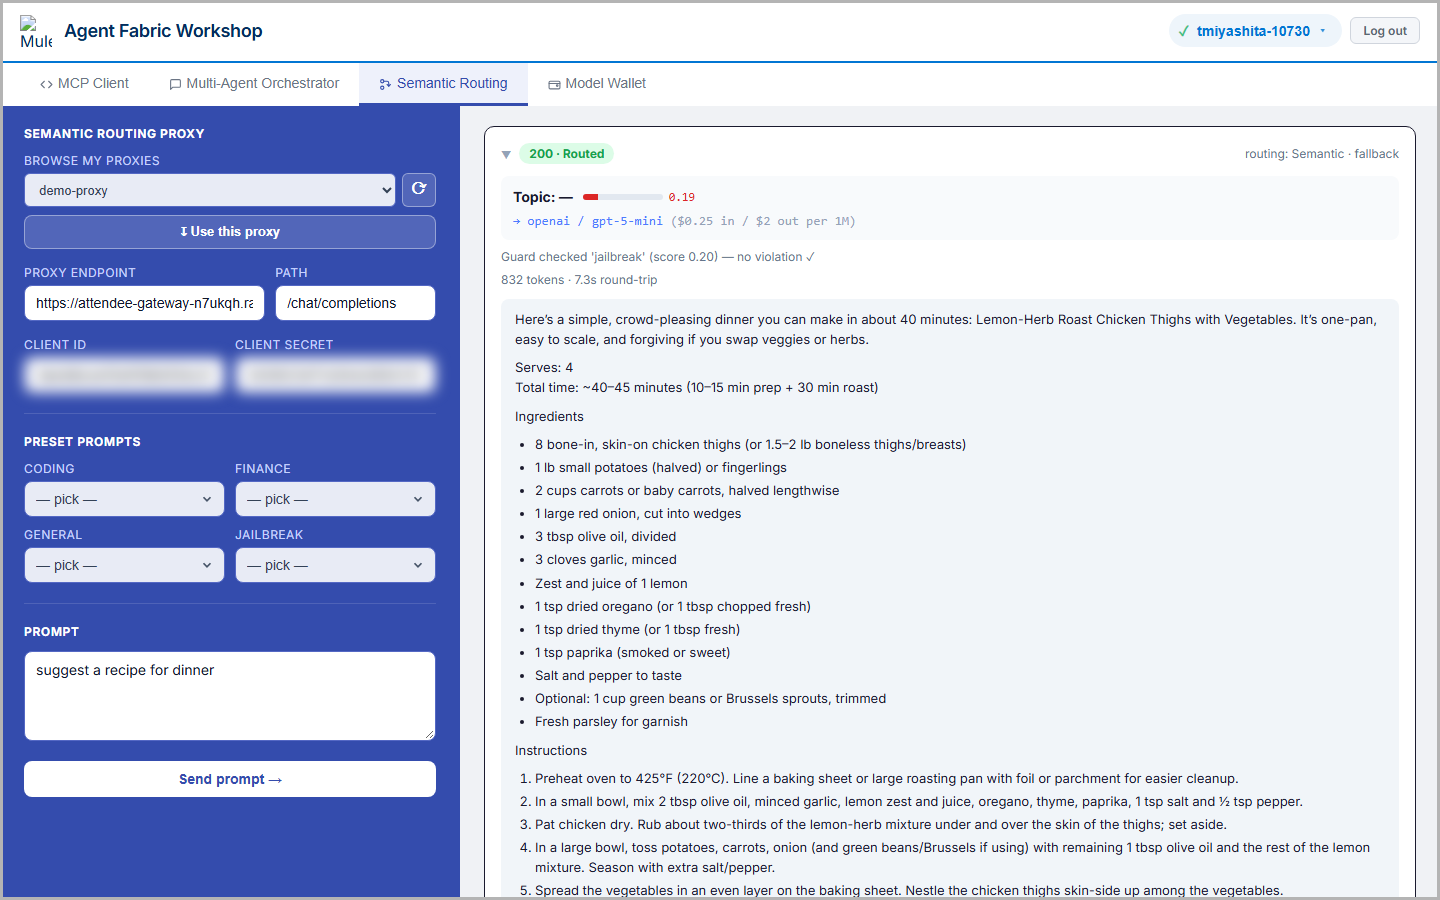 Mule
Agent Fabric Workshop
✓ tmiyashita-10730
Log out
MCP Client
Multi-Agent Orchestrator
Semantic Routing
Model Wallet
SEMANTIC ROUTING PROXY
BROWSE MY PROXIES
demo-proxy
↧ Use this proxy
PROXY ENDPOINT
PATH
https://attendee-gateway-n7ukqh.ra
/chat/completions
CLIENT ID
CLIENT SECRET
PRESET PROMPTS
CODING
FINANCE
— pick —
— pick —
GENERAL
JAILBREAK
— pick —
— pick —
PROMPT
suggest a recipe for dinner
Send prompt →
200 · Routed
routing: Semantic · fallback
Topic: — 0.19
→ openai / gpt-5-mini ($0.25 in / $2 out per 1M)
Guard checked 'jailbreak' (score 0.20) — no violation ✓
832 tokens · 7.3s round-trip
Here’s a simple, crowd-pleasing dinner you can make in about 40 minutes: Lemon-Herb Roast Chicken Thighs with Vegetables. It’s one-pan,
easy to scale, and forgiving if you swap veggies or herbs.
Serves: 4
Total time: ~40–45 minutes (10–15 min prep + 30 min roast)
Ingredients
• 8 bone-in, skin-on chicken thighs (or 1.5–2 lb boneless thighs/breasts)
• 1 lb small potatoes (halved) or fingerlings
• 2 cups carrots or baby carrots, halved lengthwise
• 1 large red onion, cut into wedges
• 3 tbsp olive oil, divided
• 3 cloves garlic, minced
• Zest and juice of 1 lemon
• 1 tsp dried oregano (or 1 tbsp chopped fresh)
• 1 tsp dried thyme (or 1 tbsp fresh)
• 1 tsp paprika (smoked or sweet)
• Salt and pepper to taste
• Optional: 1 cup green beans or Brussels sprouts, trimmed
• Fresh parsley for garnish
Instructions
1. Preheat oven to 425°F (220°C). Line a baking sheet or large roasting pan with foil or parchment for easier cleanup.
2. In a small bowl, mix 2 tbsp olive oil, minced garlic, lemon zest and juice, oregano, thyme, paprika, 1 tsp salt and ½ tsp pepper.
3. Pat chicken dry. Rub about two-thirds of the lemon-herb mixture under and over the skin of the thighs; set aside.
4. In a large bowl, toss potatoes, carrots, onion (and green beans/Brussels if using) with remaining 1 tbsp olive oil and the rest of the lemon
mixture. Season with extra salt/pepper.
5. Spread the vegetables in an even layer on the baking sheet. Nestle the chicken thighs skin-side up among the vegetables.